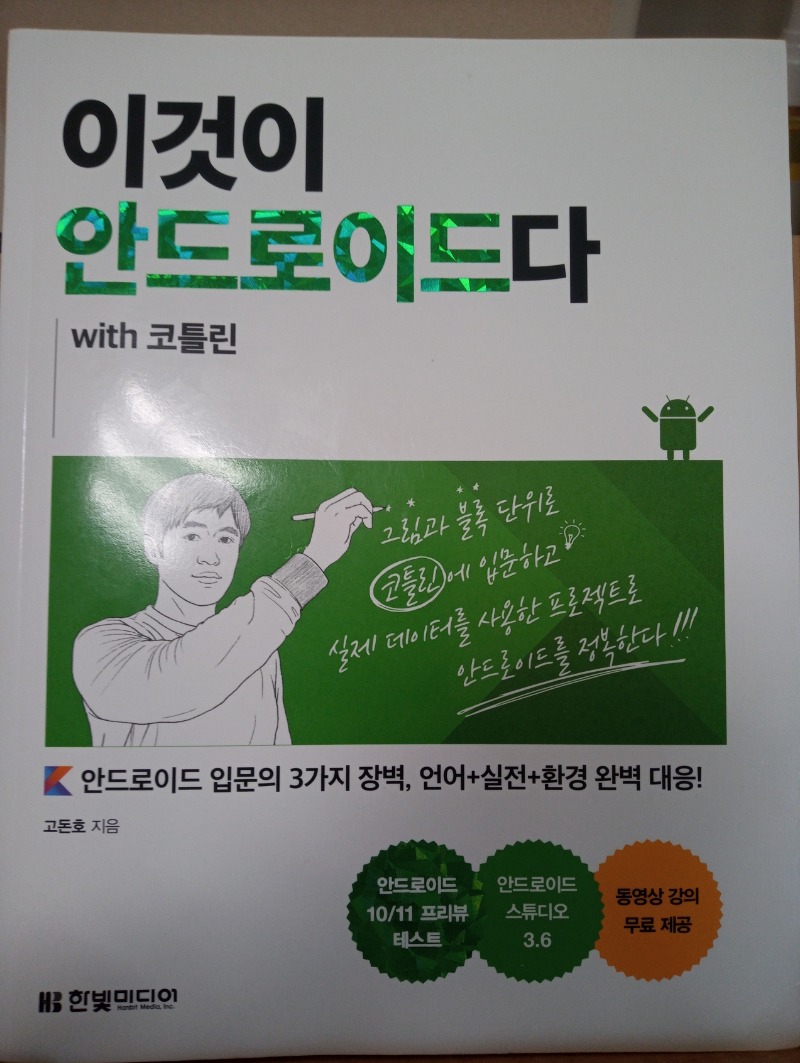 이것이
안드로이드다
with 코틀린
그림과 블록 단위로
코틀린에 입문하고
실제 데이터를 사용한 프로젝트로
안드로이드를 정복한다!!!
안드로이드 입문의 3가지 장벽, 언어+실전+환경 완벽 대응!
고돈호 지음
안드로이드
10/11 프리뷰
테스트
안드로이드
스튜디오
3.6
동영상 강의
무료 제공
HB 한빛미디어
Hanbit Media, Inc.